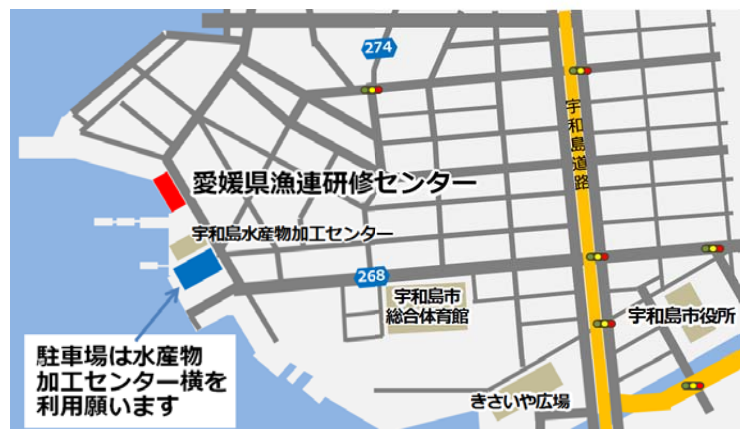 274
宇和島道路
愛媛県漁連研修センター
宇和島水産物加工センター
268
宇和島市
総合体育館
宇和島市役所
駐車場は水産物
加工センター横を
利用願います
きさいや広場